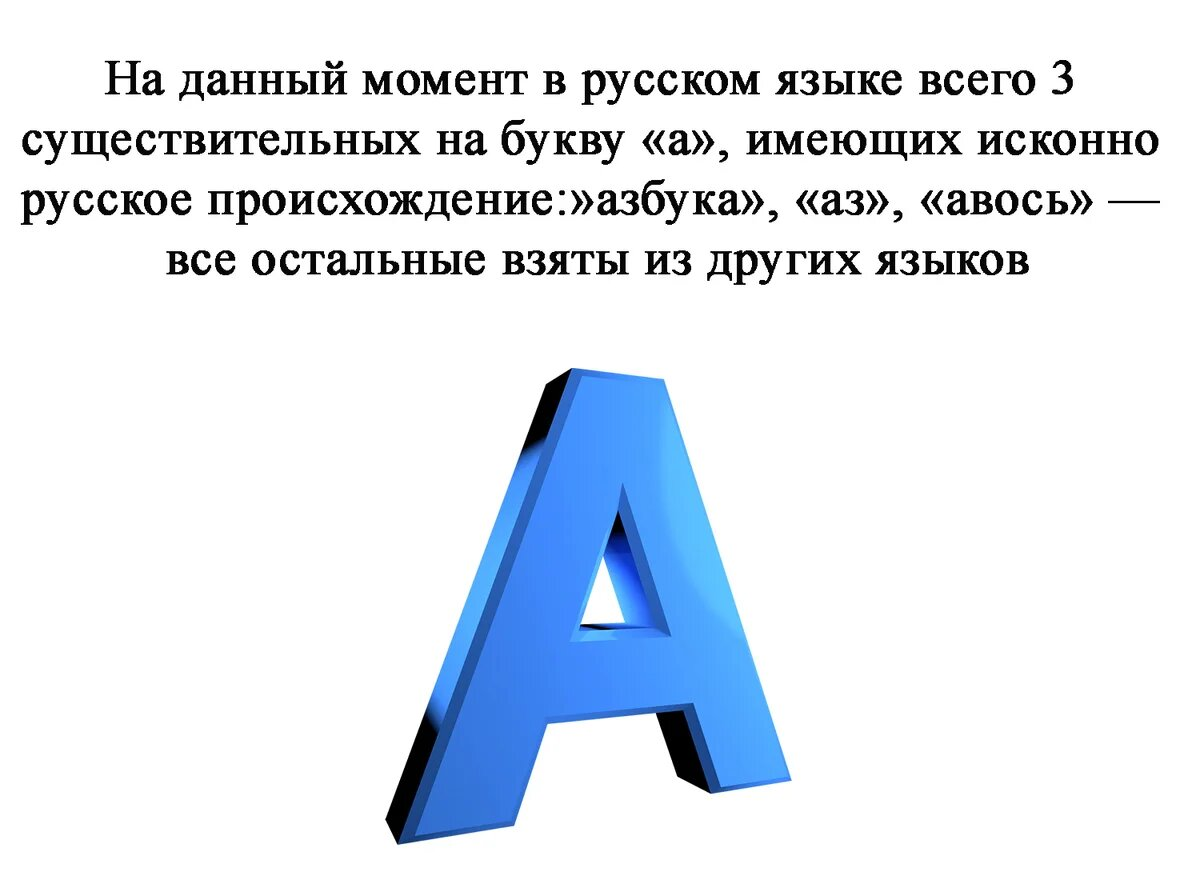 На данный момент в русском языке всего 3
существительных на букву «а», имеющих исконно
русское происхождение:»азбука», «аз», «авось» —
все остальные взяты из других языков
А